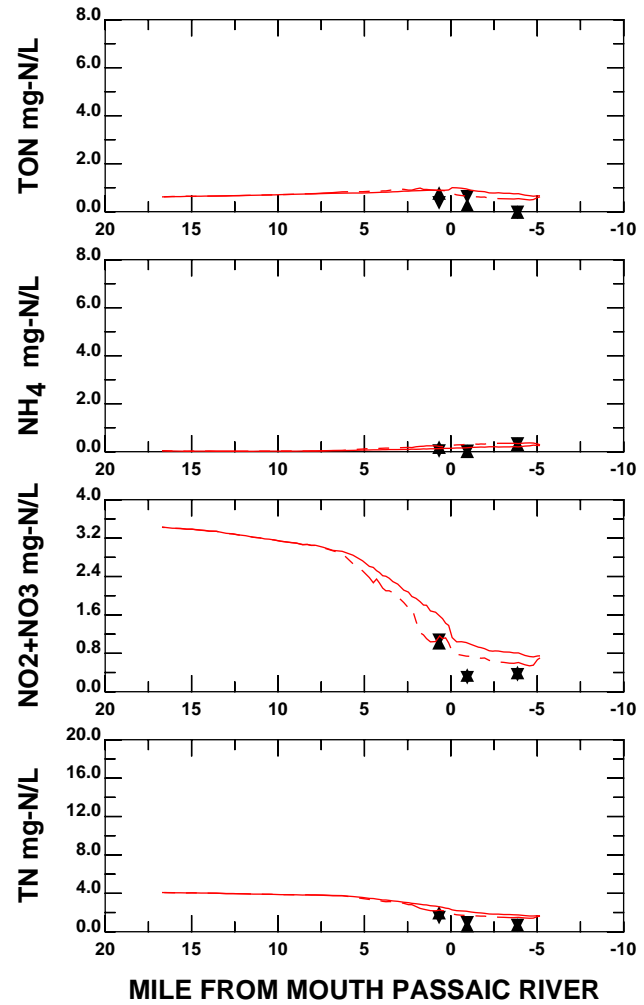 TON mg-N/L
8.0
6.0
4.0
2.0
0.0
20 15 10 5 0 -5 -10
NH4 mg-N/L
8.0
6.0
4.0
2.0
0.0
20 15 10 5 0 -5 -10
NO2+NO3 mg-N/L
4.0
3.2
2.4
1.6
0.8
0.0
20 15 10 5 0 -5 -10
TN mg-N/L
20.0
16.0
12.0
8.0
4.0
0.0
20 15 10 5 0 -5 -10
MILE FROM MOUTH PASSAIC RIVER